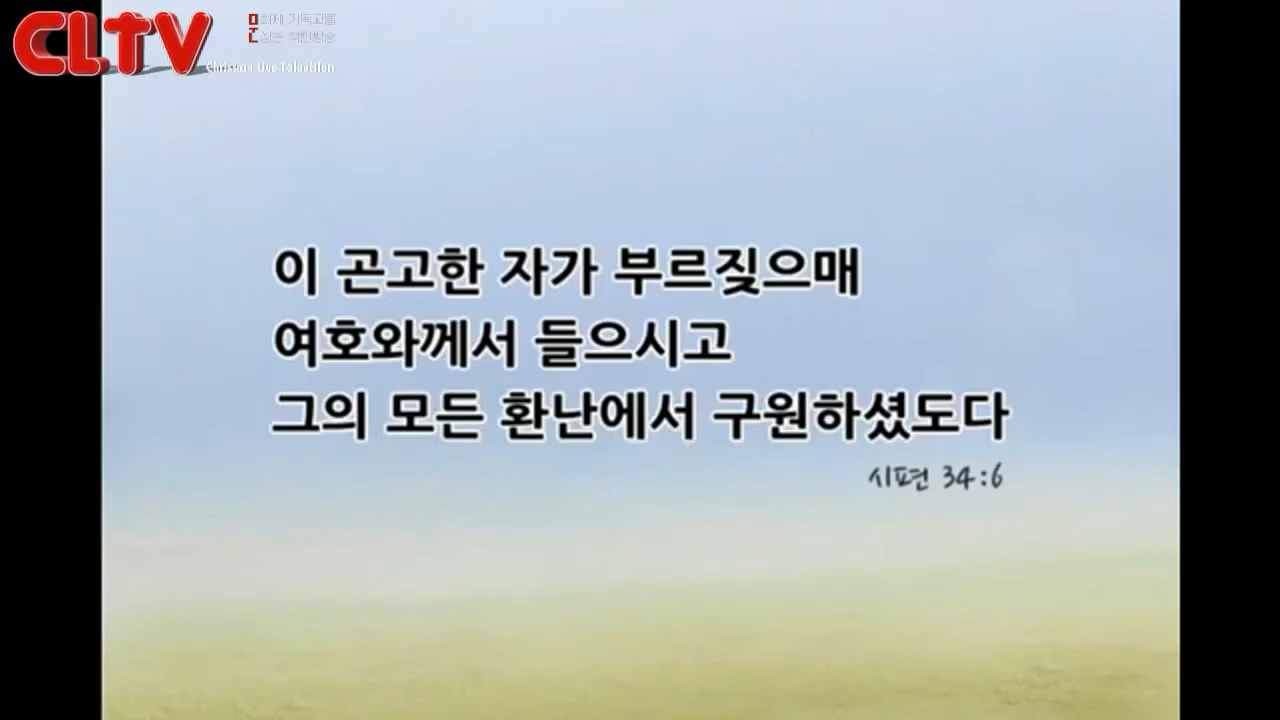 CLTV
Christian Live Television
이 곤고한 자가 부르짖으매
여호와께서 들으시고
그의 모든 환난에서 구원하셨도다
시편 34:6